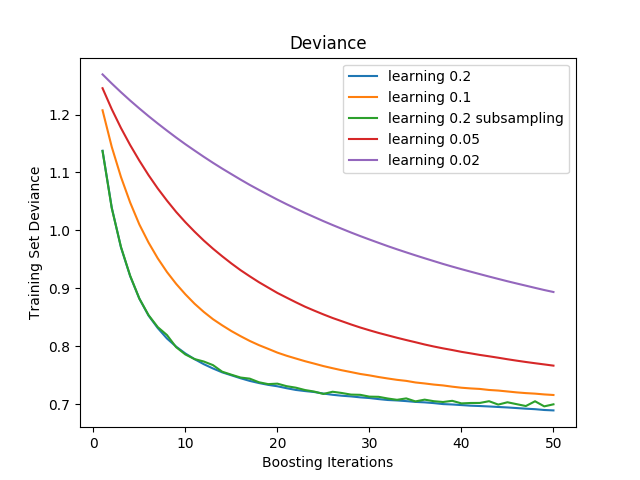 Deviance
Training Set Deviance
1.2
1.1
1.0
0.9
0.8
0.7
learning 0.2
learning 0.1
learning 0.2 subsampling
learning 0.05
learning 0.02
0 10 20 30 40 50
Boosting Iterations